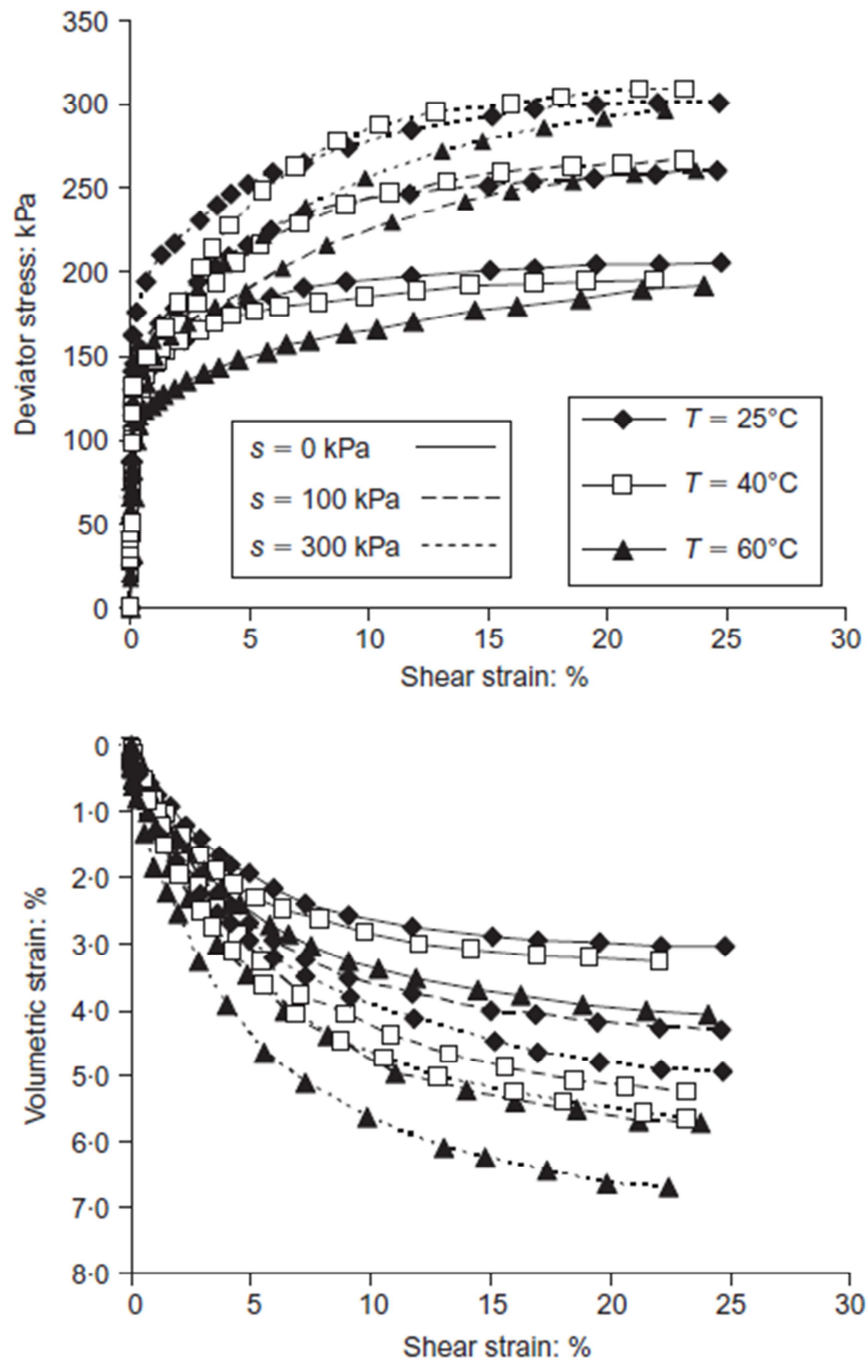 350
300
250
200
150
100
50
0
Deviator stress: kPa
s = 0 kPa
s = 100 kPa
s = 300 kPa
T = 25°C
T = 40°C
T = 60°C
0 5 10 15 20 25 30
Shear strain: %
0
1·0
2·0
3·0
4·0
5·0
6·0
7·0
8·0
Volumetric strain: %
0 5 10 15 20 25 30
Shear strain: %